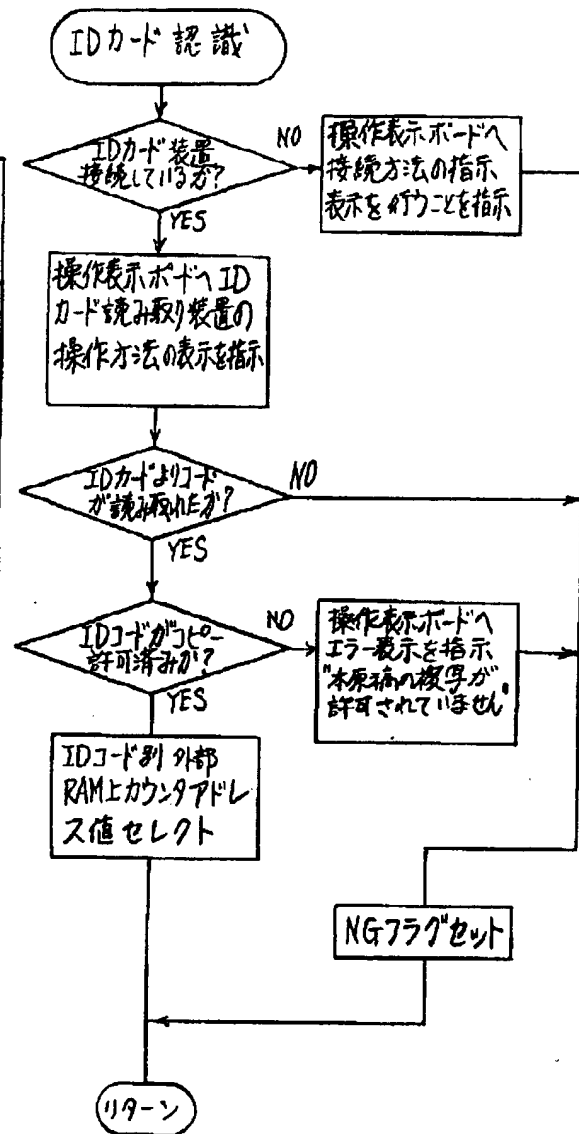 IDカード 認識
IDカード装置
接続しているか?
NO
操作表示ボードへ
接続方法の指示
表示を行うことを指示
YES
操作表示ボードへID
カード読み取り装置の
操作方法の表示を指示
IDカードよりコード
が読み取れたか?
NO
YES
IDコードがコピー
許可済みか?
NO
操作表示ボードへ
エラー表示を指示
"本原稿の複写が
許可されていません"
YES
IDコード別 外部
RAM上カウンタアドレ
ス値セレクト
NGフラグセット
リターン